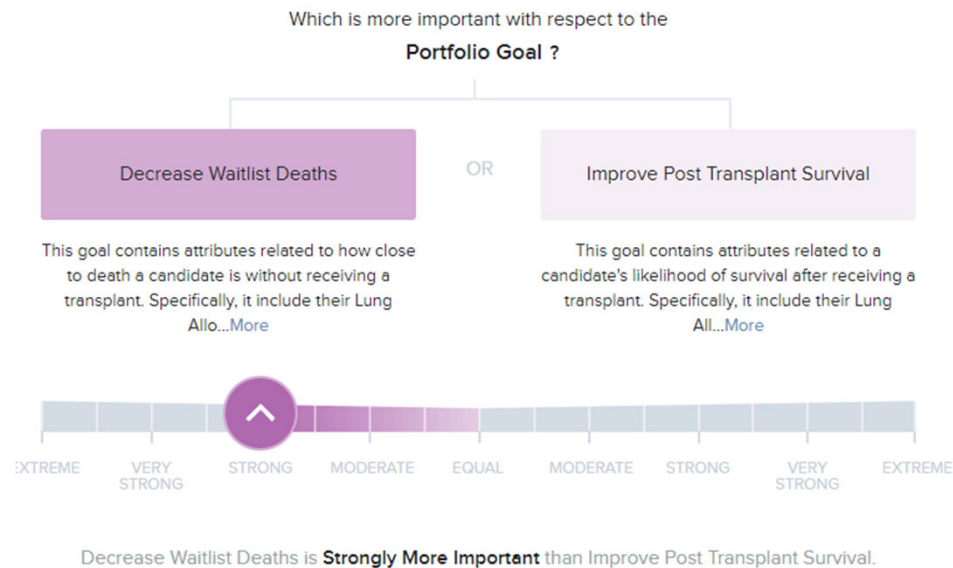 Which is more important with respect to the
Portfolio Goal ?
Decrease Waitlist Deaths
OR
Improve Post Transplant Survival
This goal contains attributes related to how close
to death a candidate is without receiving a
transplant. Specifically, it include their Lung
Allo...More
This goal contains attributes related to a
candidate's likelihood of survival after receiving a
transplant. Specifically, it include their Lung
All...More
EXTREME VERY STRONG STRONG MODERATE EQUAL MODERATE STRONG VERY STRONG EXTREME
Decrease Waitlist Deaths is Strongly More Important than Improve Post Transplant Survival.